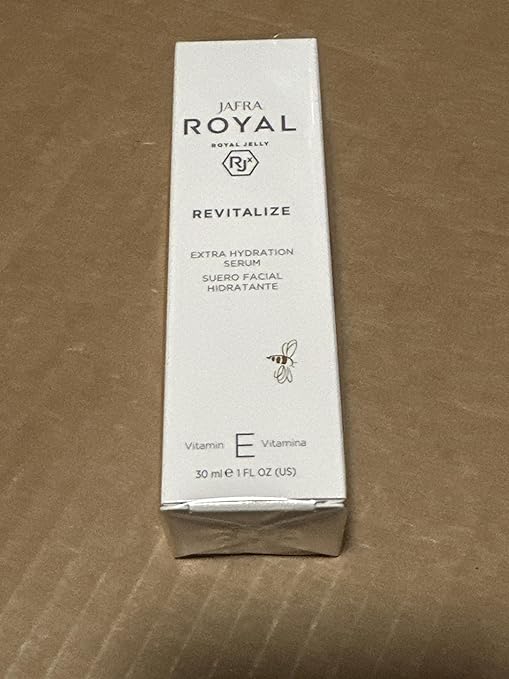 JAFRA
ROYAL
ROYAL JELLY
RJx
REVITALIZE
EXTRA HYDRATION
SERUM
SUERO FACIAL
HIDRATANTE
Vitamin E Vitamina
30 ml ℮ 1 FL OZ (US)